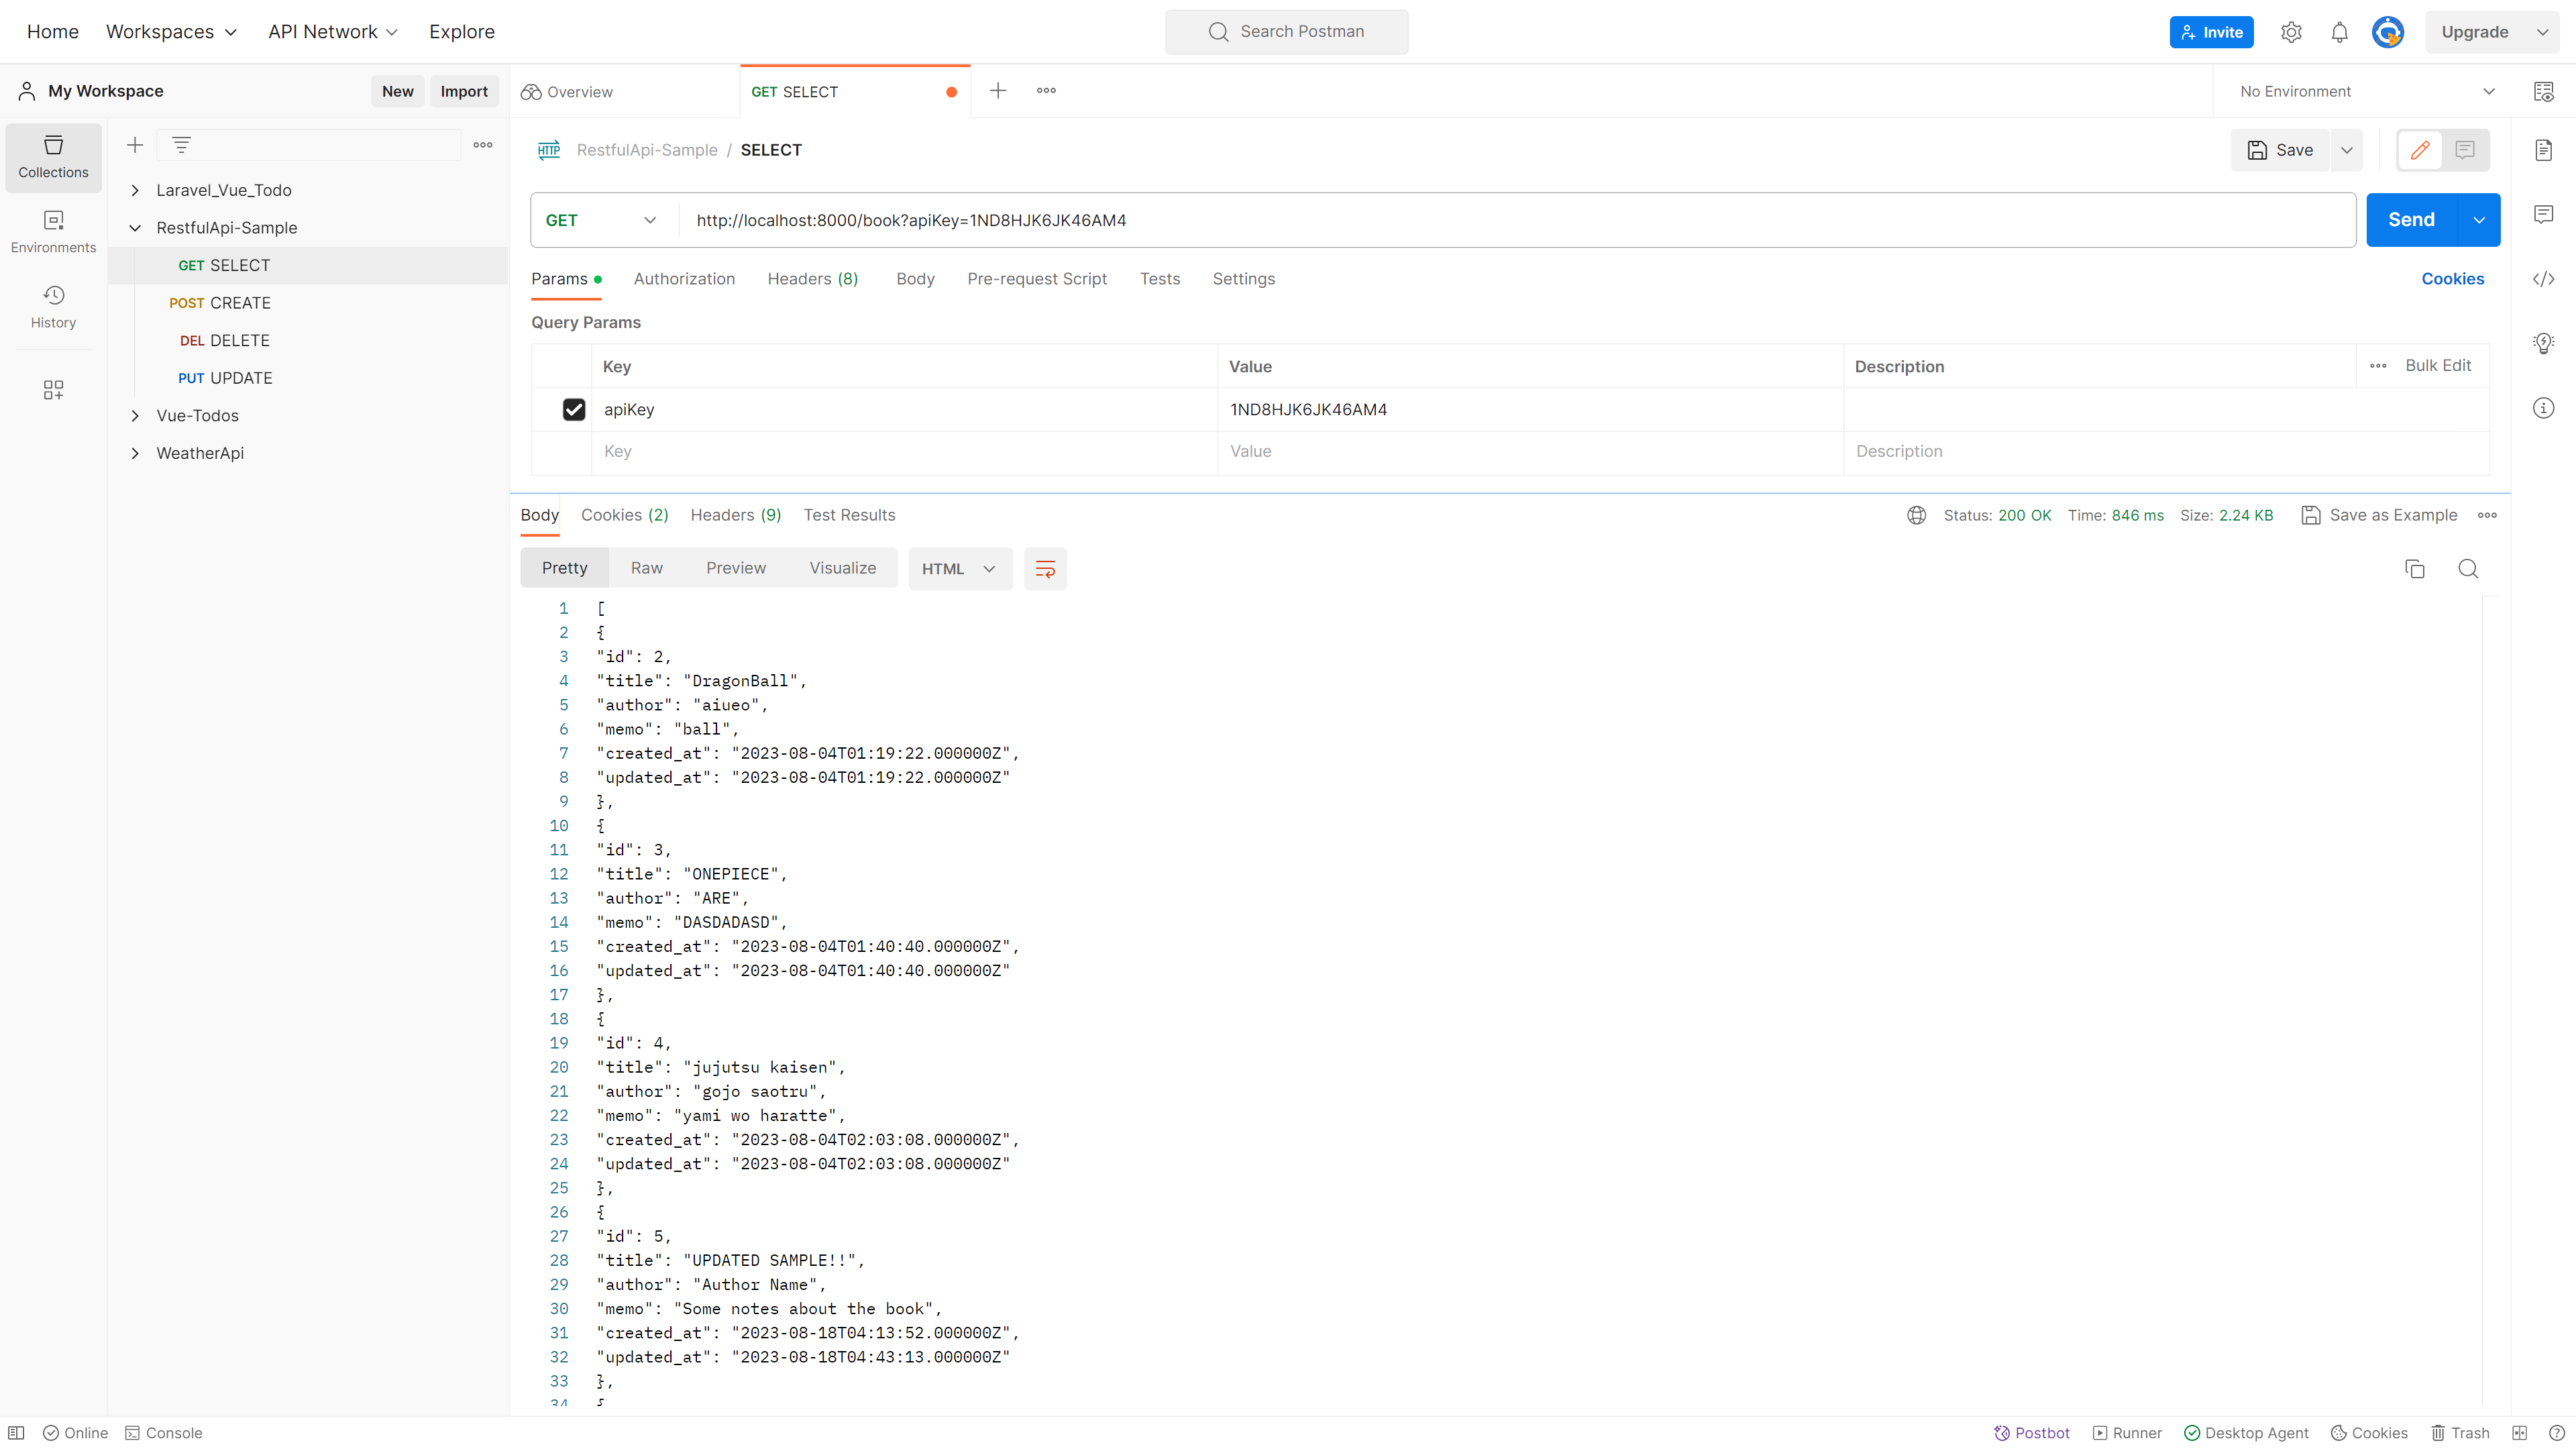 Home Workspaces API Network Explore Search Postman Invite Upgrade
My Workspace New Import Overview GET SELECT No Environment
Collections
Environments
History
Laravel_Vue_Todo
RestfulApi-Sample
GET SELECT
POST CREATE
DEL DELETE
PUT UPDATE
Vue-Todos
WeatherApi
HTTP RestfulApi-Sample / SELECT Save
GET http://localhost:8000/book?apiKey=1ND8HJK6JK46AM4 Send
Params Authorization Headers (8) Body Pre-request Script Tests Settings Cookies
Query Params
Key Value Description Bulk Edit
apiKey 1ND8HJK6JK46AM4
Key Value Description
Body Cookies (2) Headers (9) Test Results Status: 200 OK Time: 846 ms Size: 2.24 KB Save as Example
Pretty Raw Preview Visualize HTML
1 [
2 {
3 "id": 2,
4 "title": "DragonBall",
5 "author": "aiueo",
6 "memo": "ball",
7 "created_at": "2023-08-04T01:19:22.000000Z",
8 "updated_at": "2023-08-04T01:19:22.000000Z"
9 },
10 {
11 "id": 3,
12 "title": "ONEPIECE",
13 "author": "ARE",
14 "memo": "DASDADASD",
15 "created_at": "2023-08-04T01:40:40.000000Z",
16 "updated_at": "2023-08-04T01:40:40.000000Z"
17 },
18 {
19 "id": 4,
20 "title": "jujutsu kaisen",
21 "author": "gojo saotru",
22 "memo": "yami wo haratte",
23 "created_at": "2023-08-04T02:03:08.000000Z",
24 "updated_at": "2023-08-04T02:03:08.000000Z"
25 },
26 {
27 "id": 5,
28 "title": "UPDATED SAMPLE!!",
29 "author": "Author Name",
30 "memo": "Some notes about the book",
31 "created_at": "2023-08-18T04:13:52.000000Z",
32 "updated_at": "2023-08-18T04:43:13.000000Z"
33 },
34 {
Online Console Postbot Runner Desktop Agent Cookies Trash